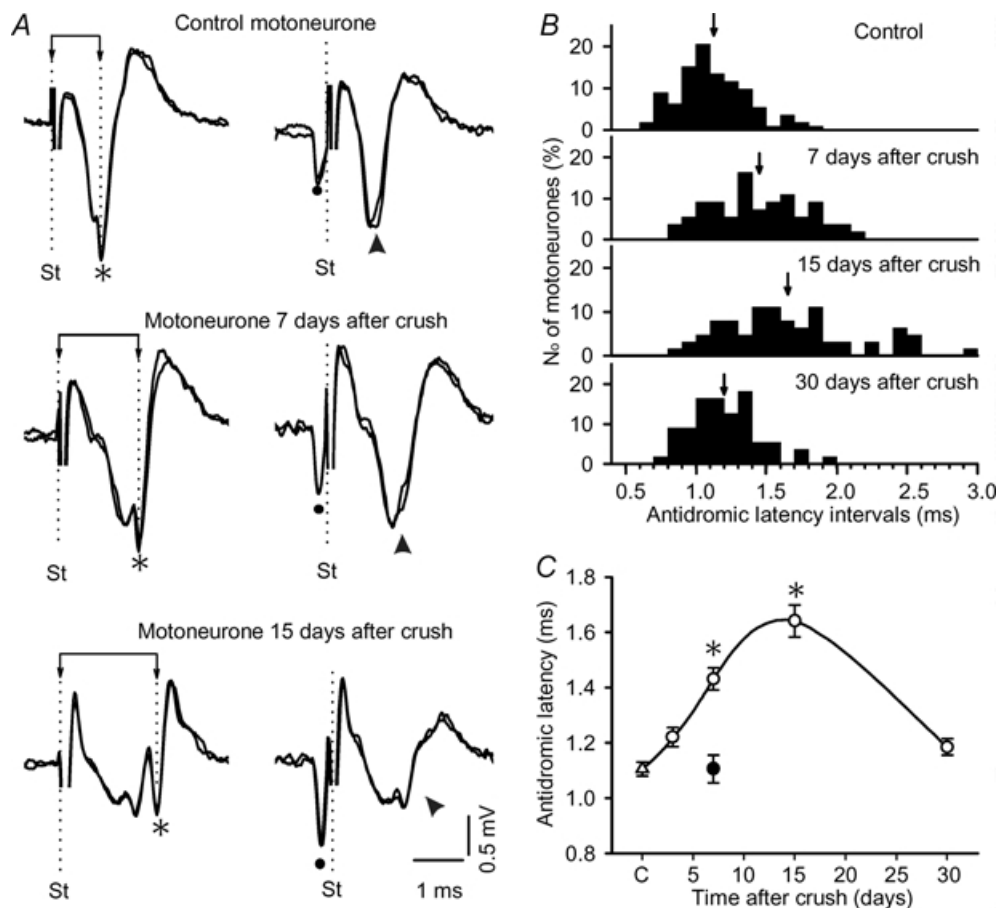 A
Control motoneurone
St
*
St
Motoneurone 7 days after crush
St
*
St
Motoneurone 15 days after crush
St
*
St
0.5 mV
1 ms
B
Control
20
10
0
7 days after crush
20
10
0
15 days after crush
20
10
0
30 days after crush
20
10
0
No of motoneurones (%)
0.5 1.0 1.5 2.0 2.5 3.0
Antidromic latency intervals (ms)
C
1.8
1.6
1.4
1.2
1.0
0.8
Antidromic latency (ms)
*
*
C 5 10 15 20 25 30
Time after crush (days)